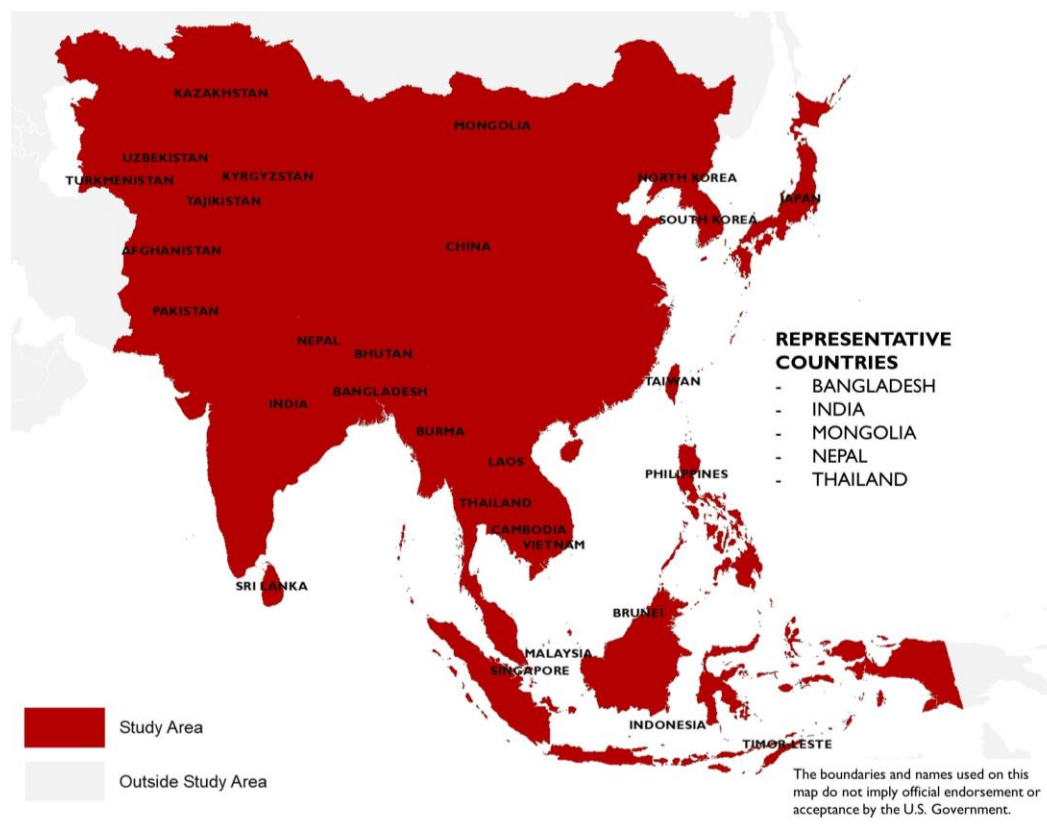 KAZAKHSTAN
MONGOLIA
UZBEKISTAN
KYRGYZSTAN
TURKMENISTAN
NORTH KOREA
TAJIKISTAN
JAPAN
SOUTH KOREA
AFGHANISTAN
CHINA
PAKISTAN
NEPAL
BHUTAN
TAIWAN
BANGLADESH
INDIA
BURMA
LAOS
PHILIPPINES
THAILAND
CAMBODIA
VIETNAM
SRI LANKA
BRUNEI
MALAYSIA
SINGAPORE
INDONESIA
TIMOR-LESTE
REPRESENTATIVE
COUNTRIES
- BANGLADESH
- INDIA
- MONGOLIA
- NEPAL
- THAILAND
Study Area
Outside Study Area
The boundaries and names used on this
map do not imply official endorsement or
acceptance by the U.S. Government.